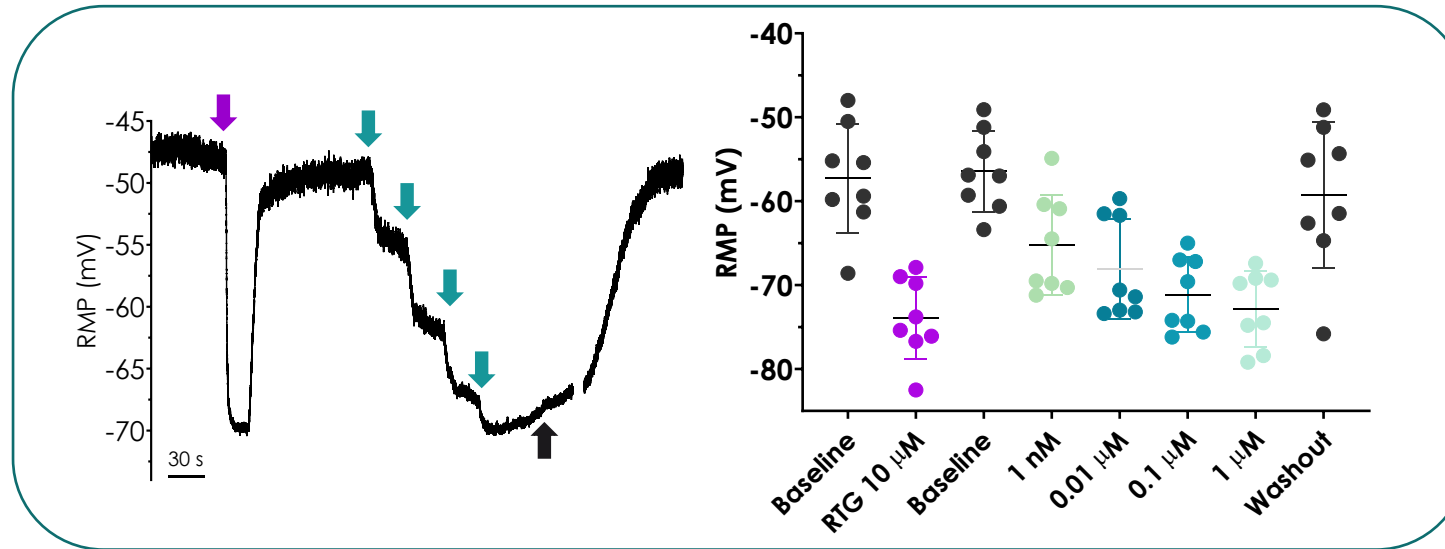 RMP (mV)
-45
-50
-55
-60
-65
-70
30 s
RMP (mV)
-40
-50
-60
-70
-80
Baseline
RTG 10 μM
Baseline
1 nM
0.01 μM
0.1 μM
1 μM
Washout